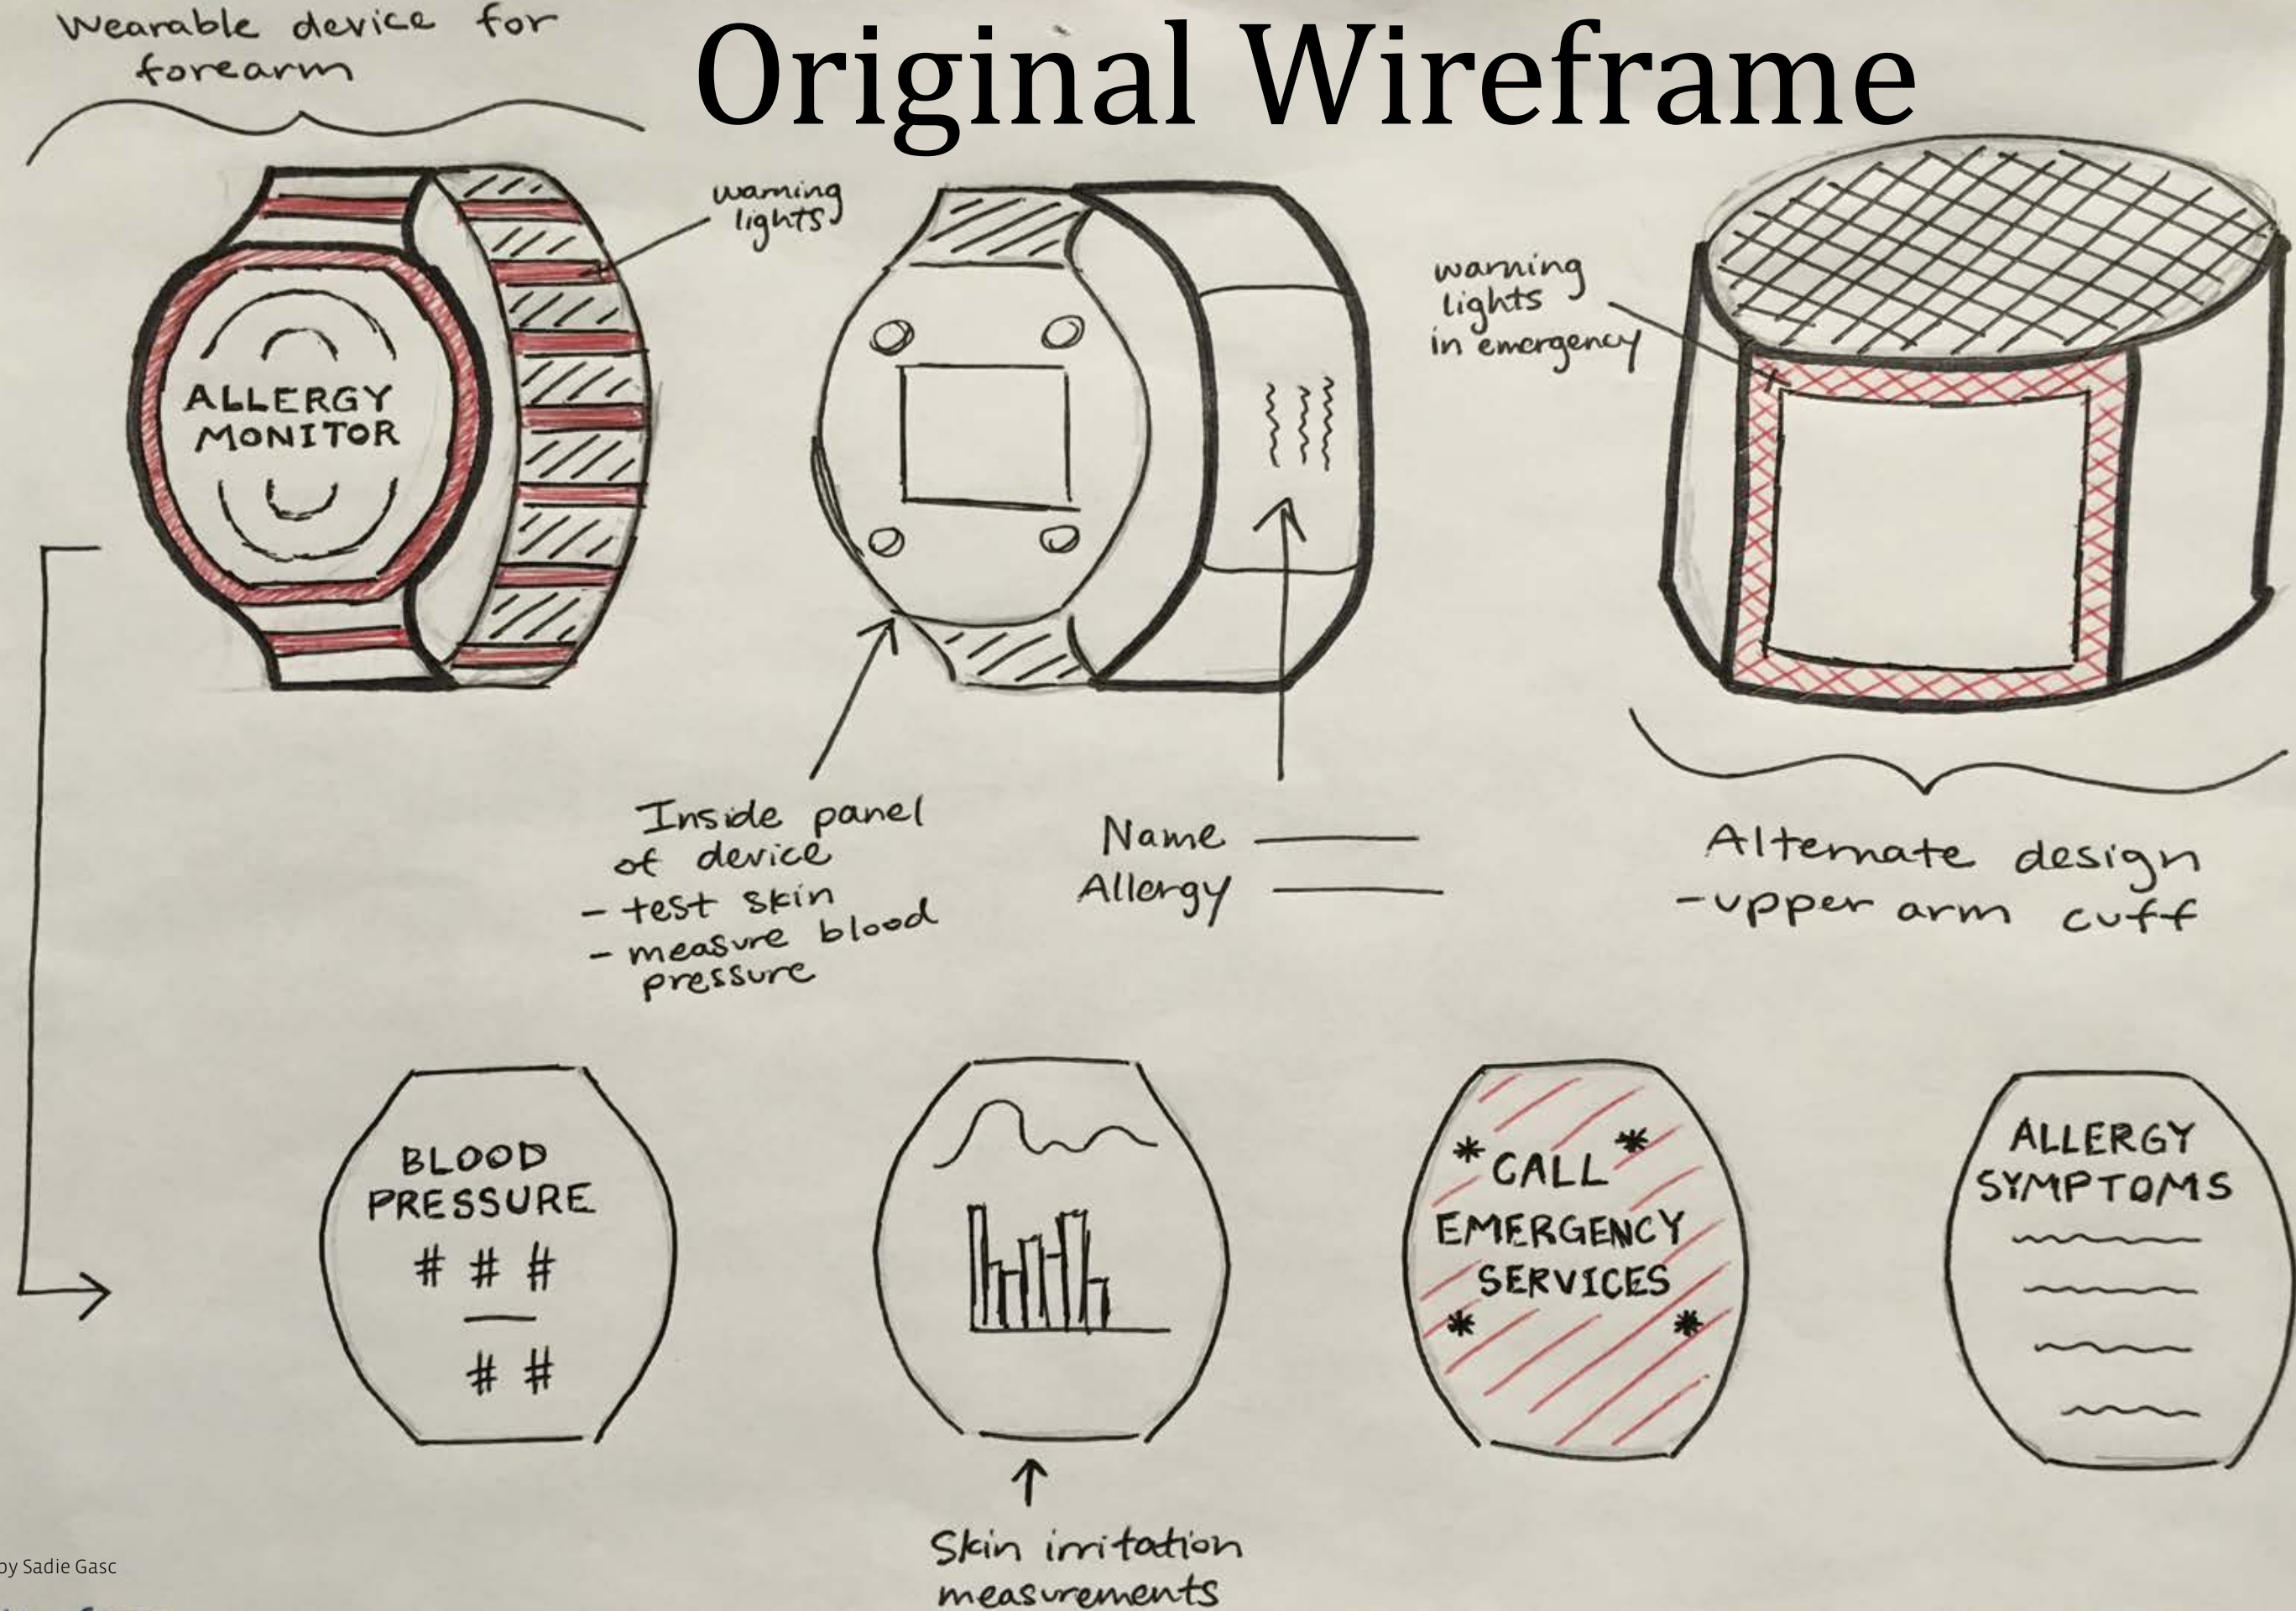 Wearable device for
forearm
Original Wireframe
warning
lights
ALLERGY
MONITOR
warning
lights
in emergency
Inside panel
of device
- test skin
- measure blood
pressure
Name
Allergy
Alternate design
- upper arm cuff
BLOOD
PRESSURE
# # #
# #
* CALL *
EMERGENCY
SERVICES
* *
ALLERGY
SYMPTOMS
Skin irritation
measurements
by Sadie Gasc